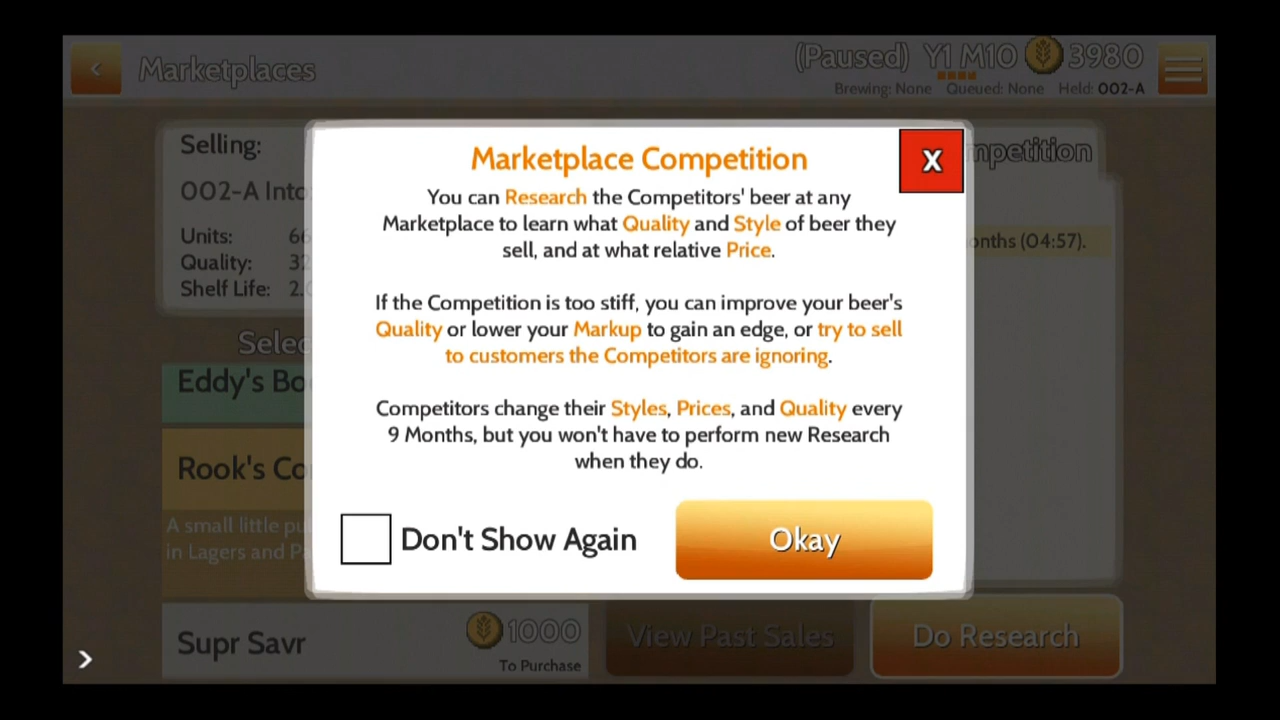 Marketplaces
(Paused) Y1 M10 3980
Brewing: None Queued: None Held: 002-A
Selling:
002-A
Units:
Quality:
Shelf Life:
Eddy's
Rook's
A small little
in Lagers and
Supr Savr
1000
To Purchase
Marketplace Competition
X
You can Research the Competitors' beer at any
Marketplace to learn what Quality and Style of beer they
sell, and at what relative Price.
If the Competition is too stiff, you can improve your beer's
Quality or lower your Markup to gain an edge, or try to sell
to customers the Competitors are ignoring.
Competitors change their Styles, Prices, and Quality every
9 Months, but you won't have to perform new Research
when they do.
Don't Show Again
Okay
(04:57).
View Past Sales
Do Research